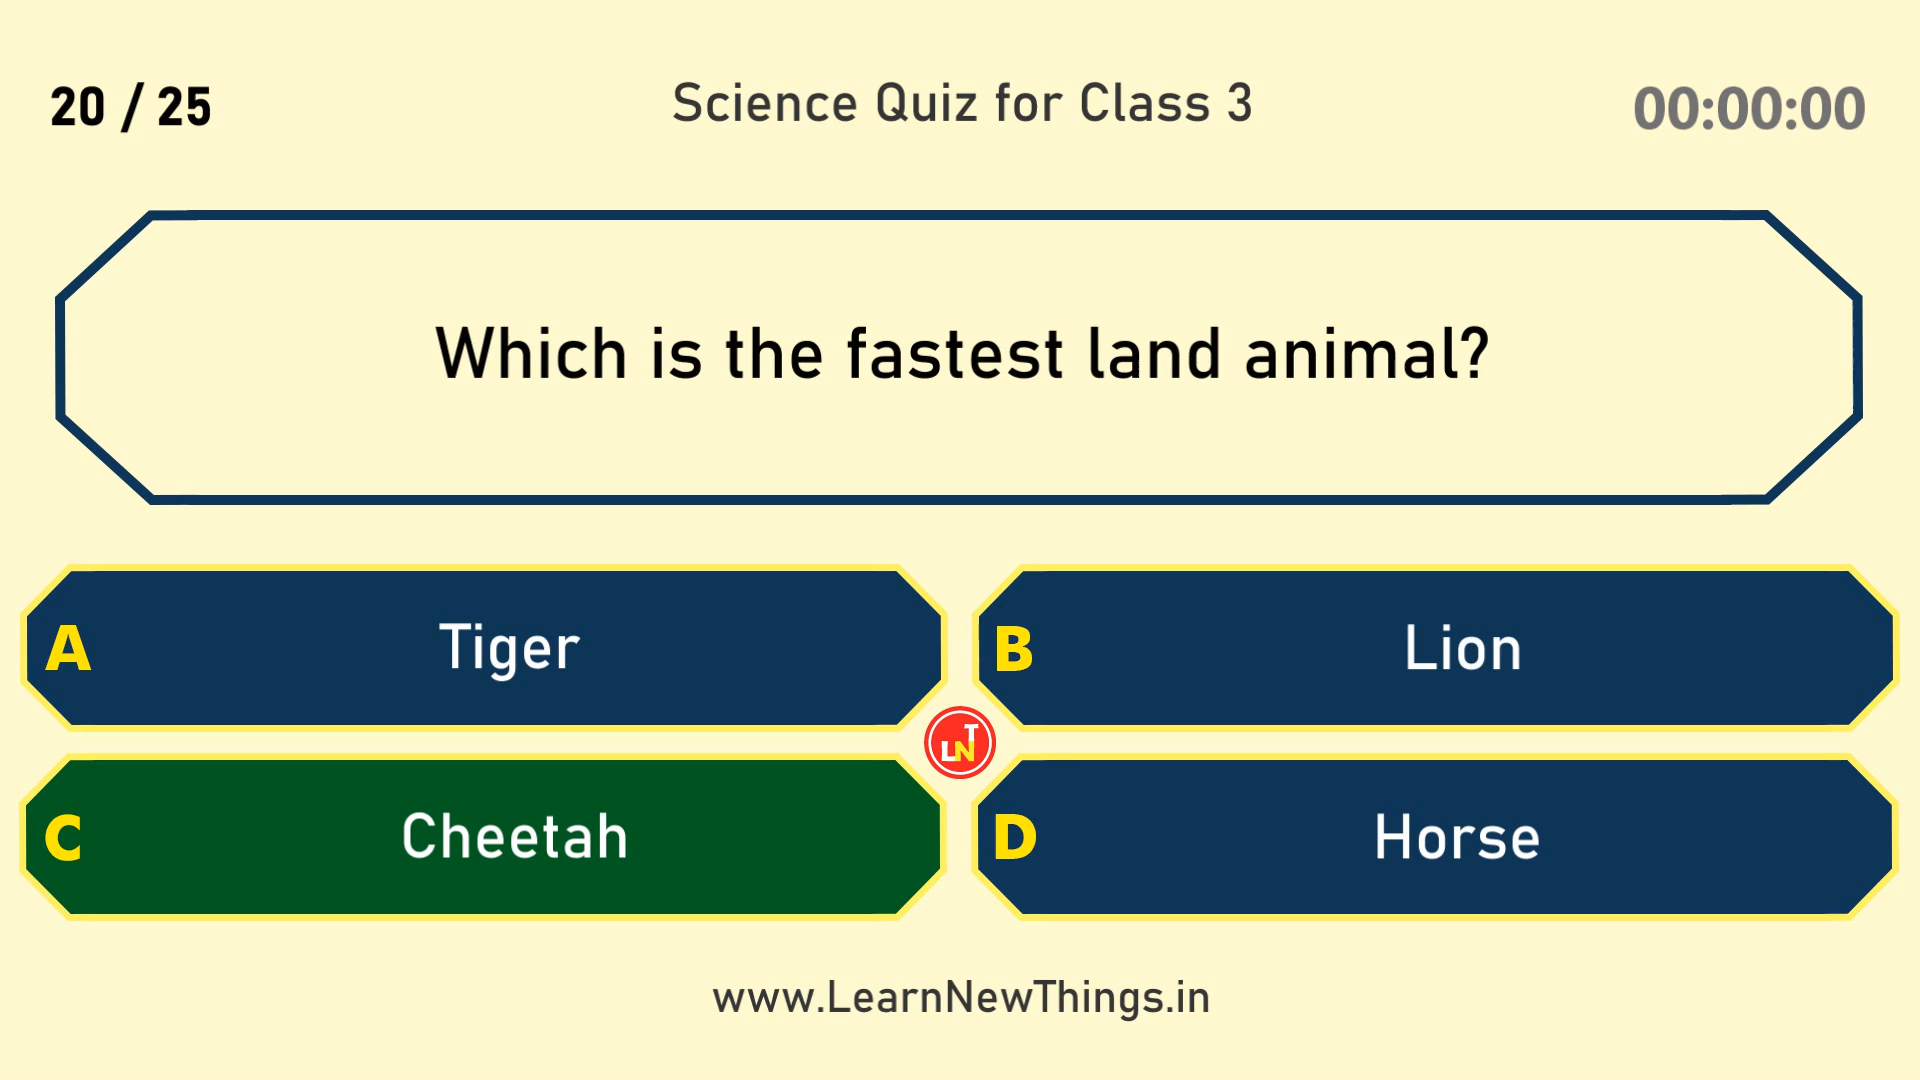 20 / 25
Science Quiz for Class 3
00:00:00
Which is the fastest land animal?
A Tiger
B Lion
LNT
C Cheetah
D Horse
www.LearnNewThings.in